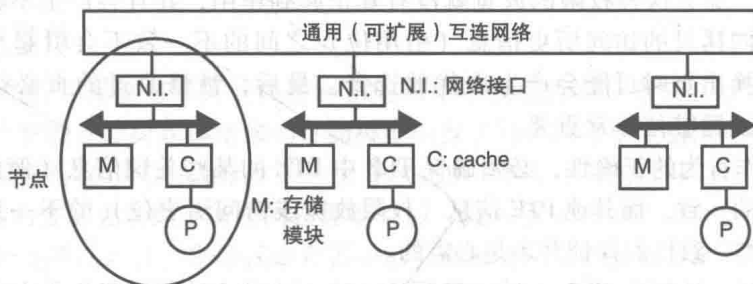 通用（可扩展）互连网络
N.I. N.I. N.I.: 网络接口 N.I.
节点 M C M C C: cache M C
M: 存储
模块
P P P